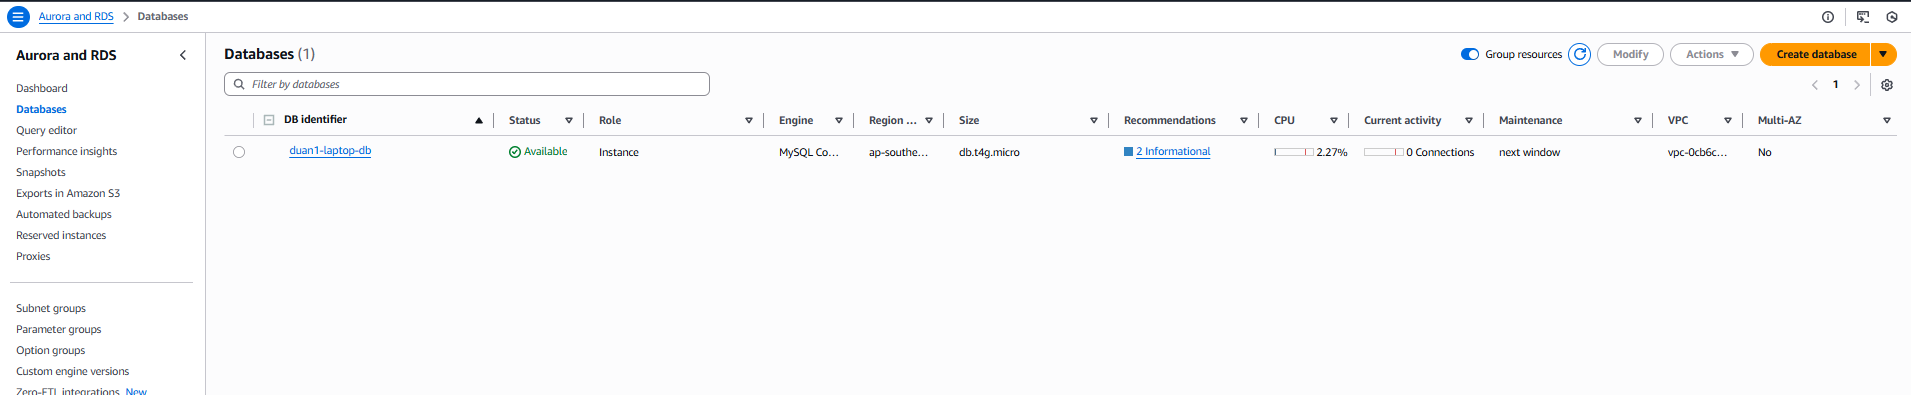 Aurora and RDS > Databases
Aurora and RDS
Dashboard
Databases
Query editor
Performance insights
Snapshots
Exports in Amazon S3
Automated backups
Reserved instances
Proxies
Subnet groups
Parameter groups
Option groups
Custom engine versions
Zero-ETL integrations New
Databases (1)
Group resources
Modify
Actions
Create database
Filter by databases
1
DB identifier Status Role Engine Region ... Size Recommendations CPU Current activity Maintenance VPC Multi-AZ
duan1-laptop-db Available Instance MySQL Co... ap-southe... db.t4g.micro 2 Informational 2.27% 0 Connections next window vpc-0cb6c... No